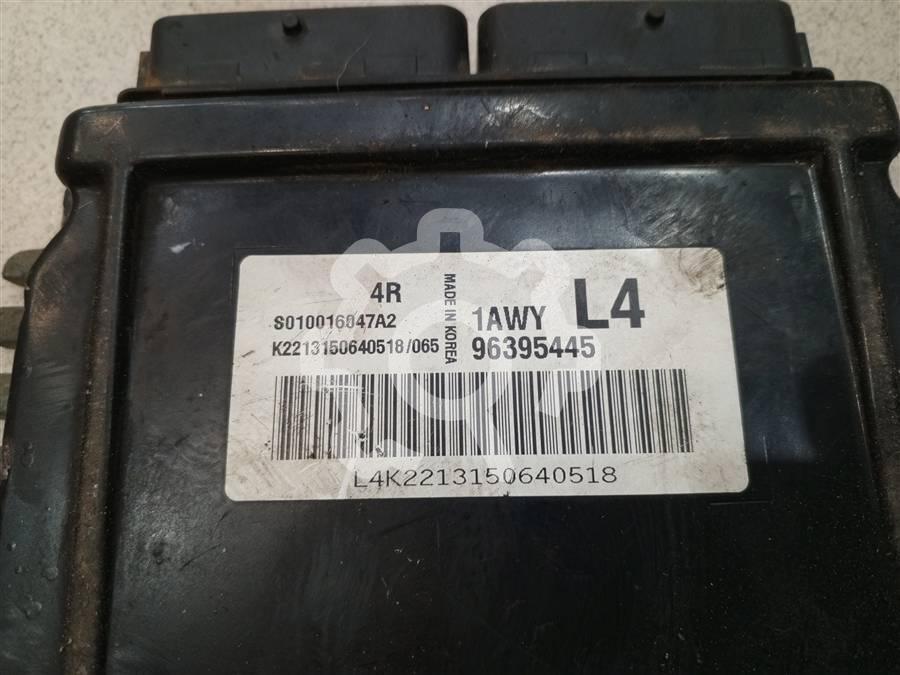 4R
S010016047A2
K2213150640518/065
MADE IN KOREA
1AWY L4
96395445
L4K2213150640518